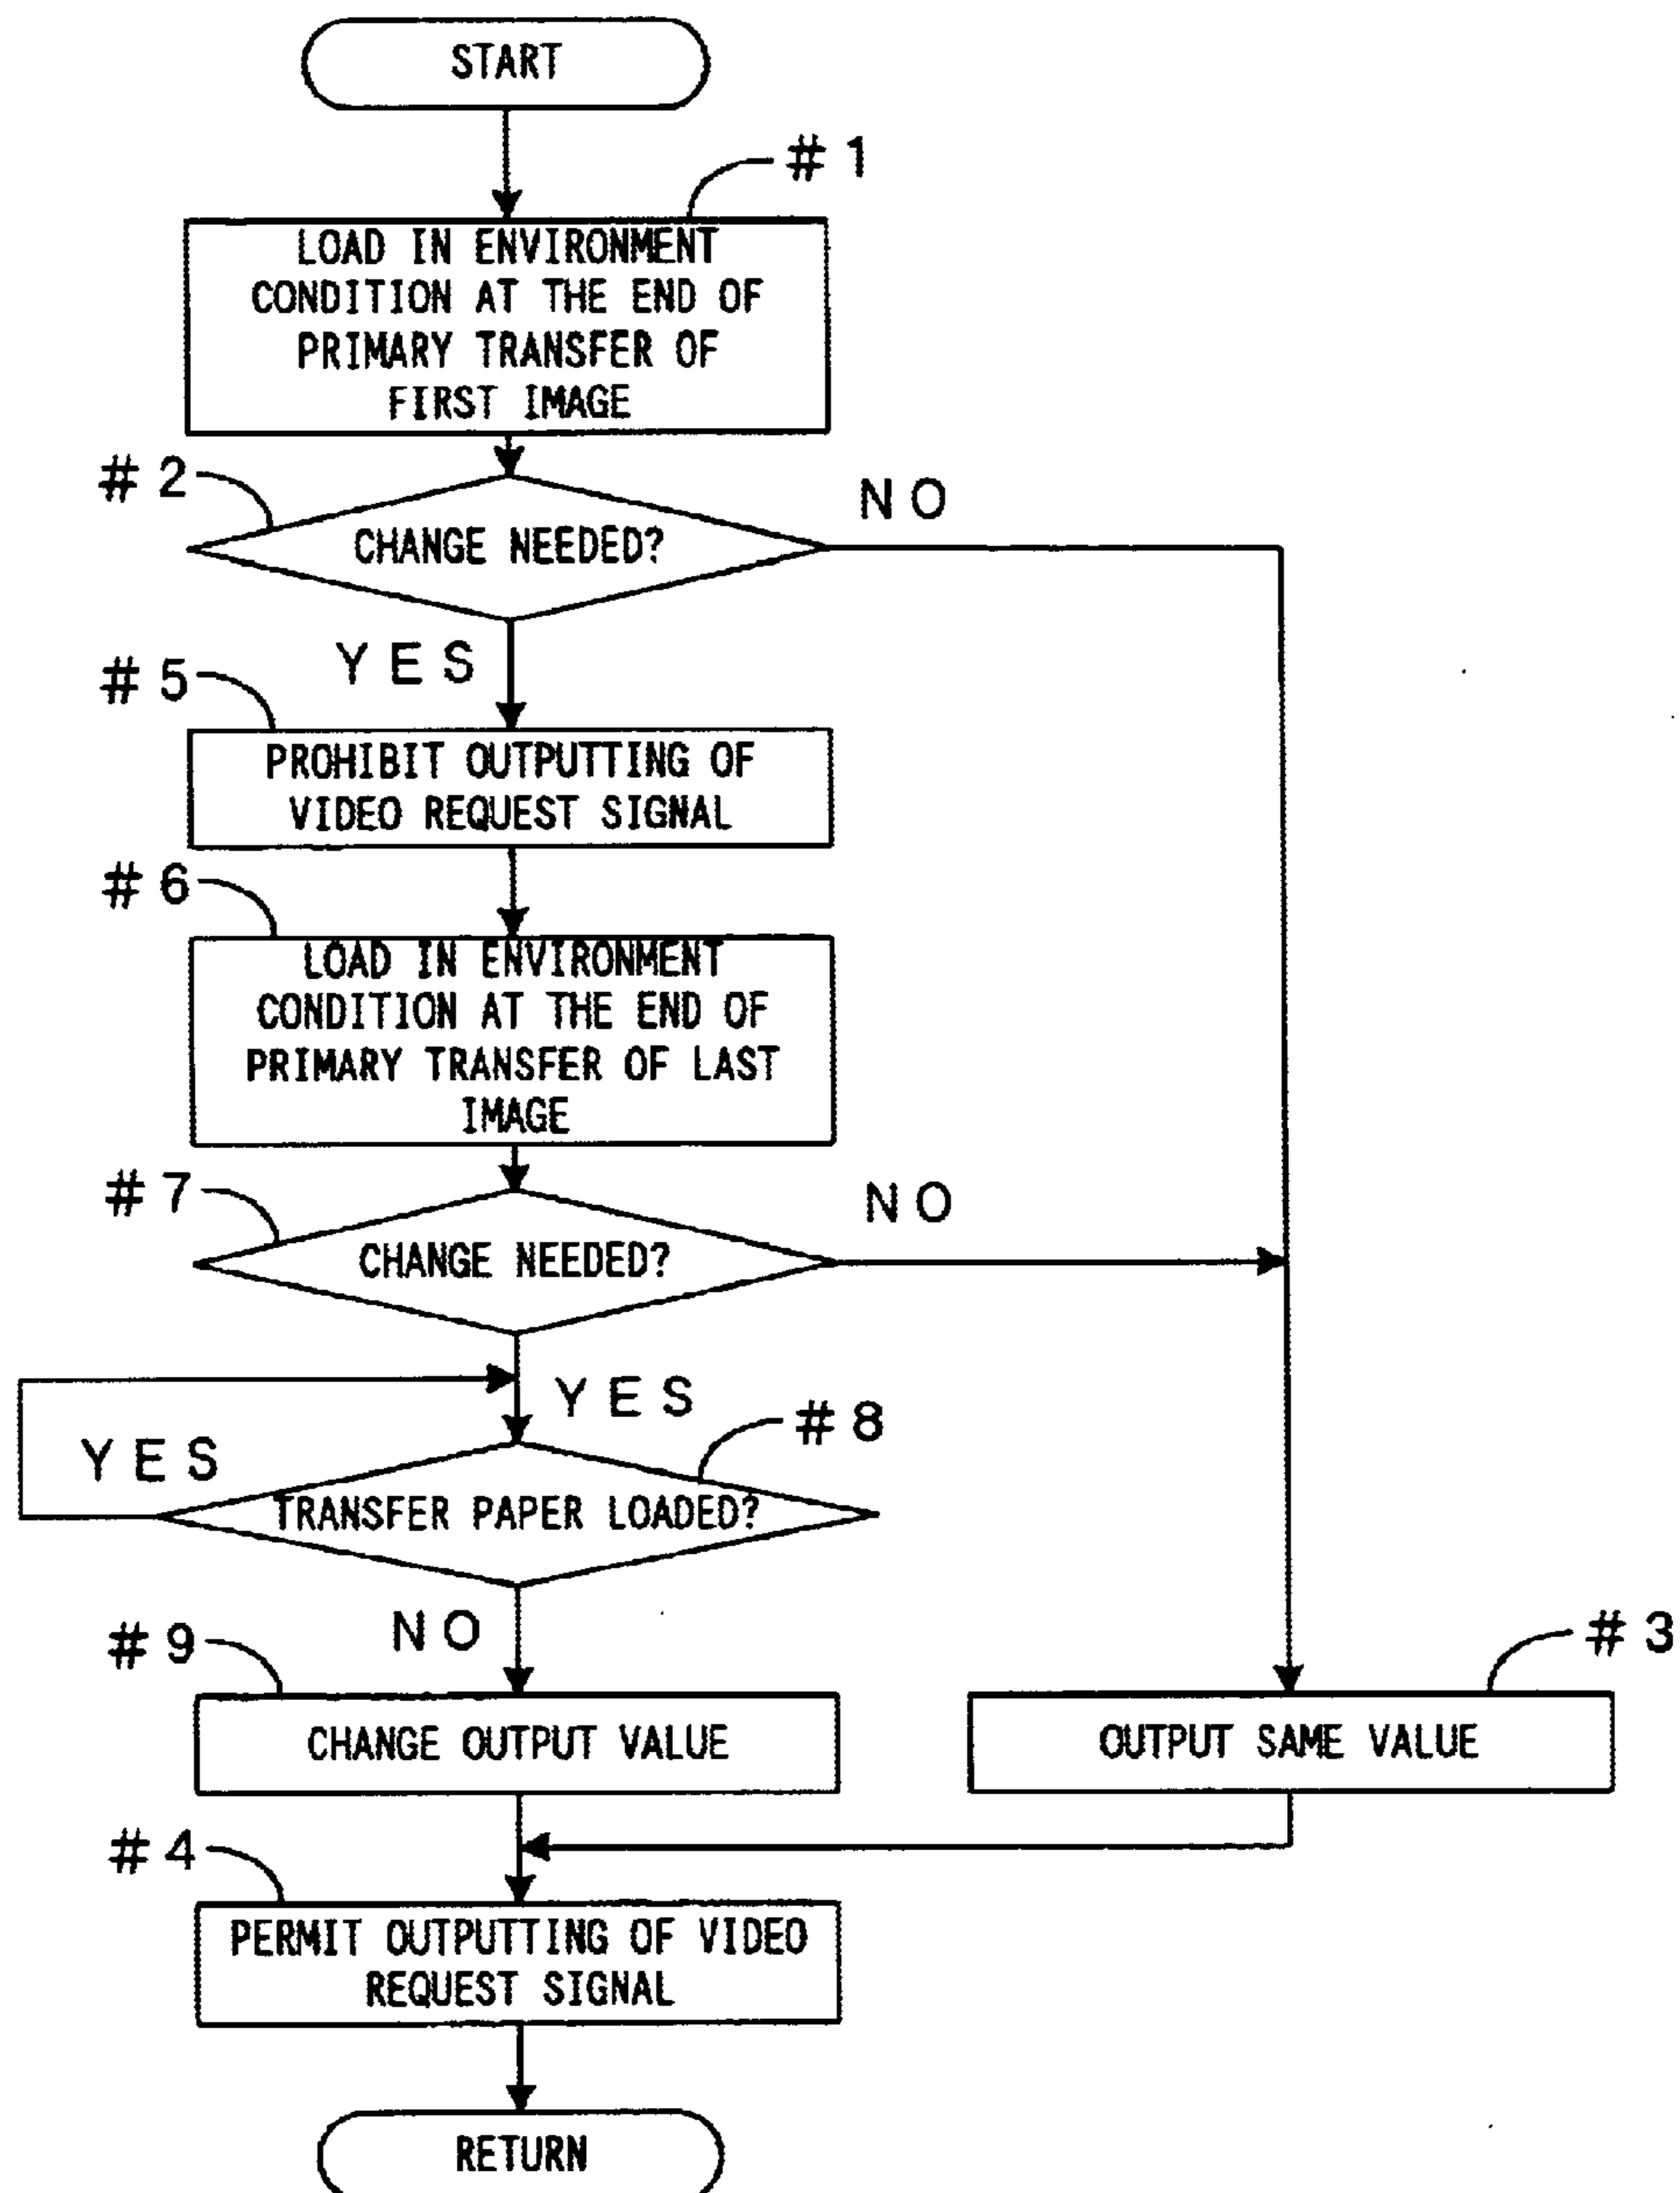 START
# 1
LOAD IN ENVIRONMENT
CONDITION AT THE END OF
PRIMARY TRANSFER OF
FIRST IMAGE
# 2
CHANGE NEEDED?
NO
YES
# 5
PROHIBIT OUTPUTTING OF
VIDEO REQUEST SIGNAL
# 6
LOAD IN ENVIRONMENT
CONDITION AT THE END OF
PRIMARY TRANSFER OF LAST
IMAGE
# 7
CHANGE NEEDED?
NO
YES
# 8
YES
TRANSFER PAPER LOADED?
NO
# 9
CHANGE OUTPUT VALUE
# 3
OUTPUT SAME VALUE
# 4
PERMIT OUTPUTTING OF VIDEO
REQUEST SIGNAL
RETURN